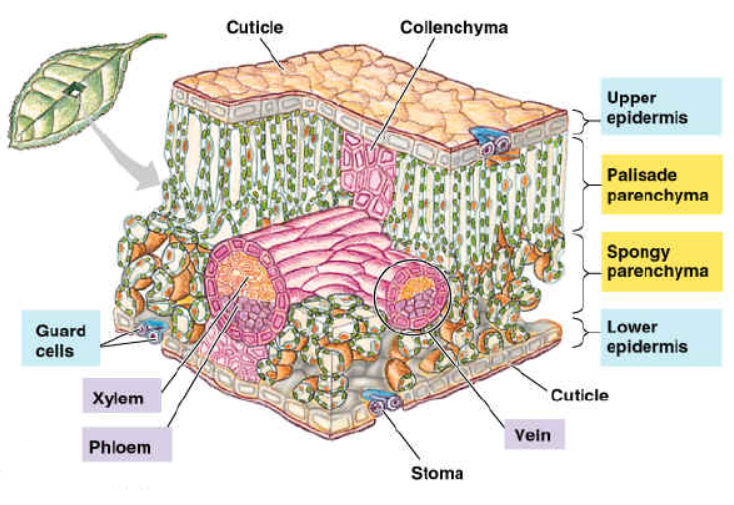 Cuticle
Collenchyma
Upper
epidermis
Palisade
parenchyma
Spongy
parenchyma
Guard
cells
Lower
epidermis
Xylem
Cuticle
Phloem
Vein
Stoma